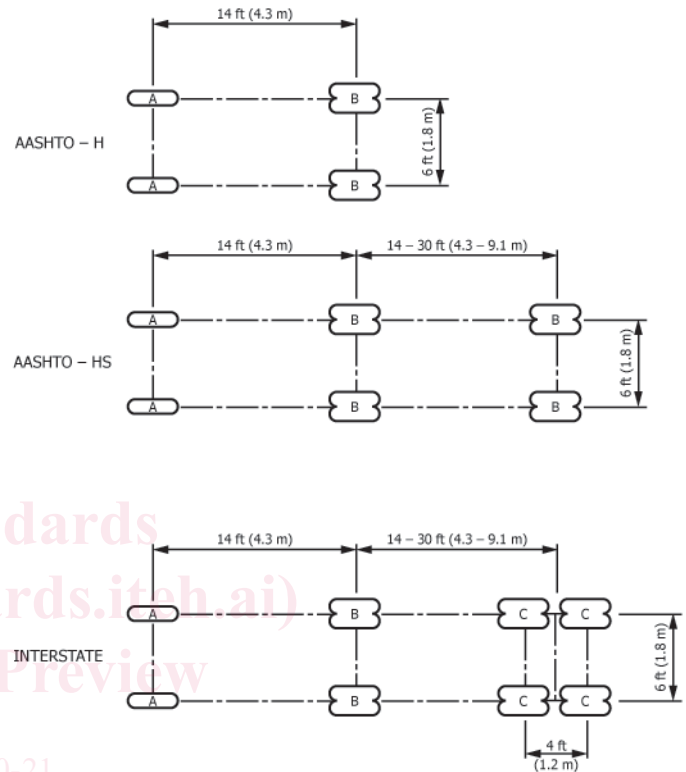 14 ft (4.3 m)
A B
AASHTO – H
6 ft (1.8 m)
A B
14 ft (4.3 m) 14 – 30 ft (4.3 – 9.1 m)
A B B
AASHTO – HS
6 ft (1.8 m)
A B B
dards
14 ft (4.3 m) 14 – 30 ft (4.3 – 9.1 m)
rds.iteh.ai)
A B C C
INTERSTATE
6 ft (1.8 m)
Preview
A B C C
4 ft
(1.2 m)
0-21